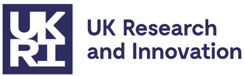 UK
RI
UK Research
and Innovation